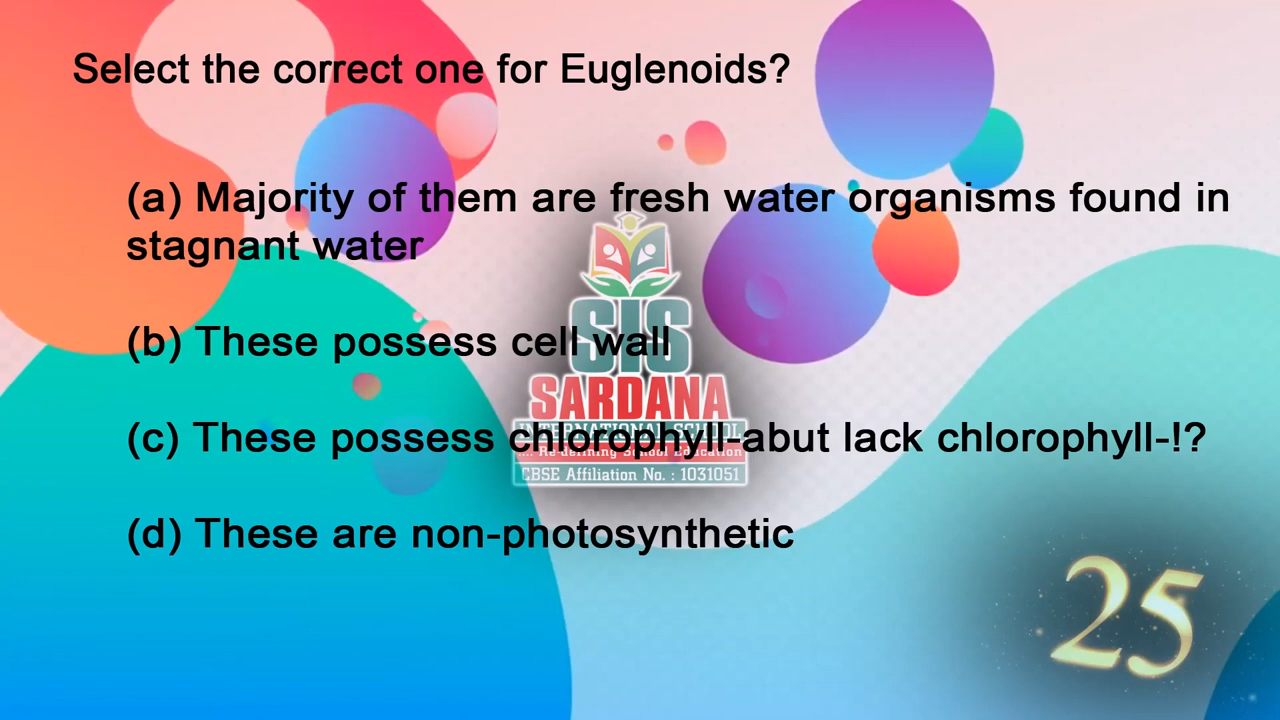 Select the correct one for Euglenoids?
(a) Majority of them are fresh water organisms found in
stagnant water
(b) These possess cell wall
(c) These possess chlorophyll-abut lack chlorophyll-!?
(d) These are non-photosynthetic
SIS
SARDANA
INTERNATIONAL SCHOOL
.... Re-defining School Education
CBSE Affiliation No. : 1031051
25